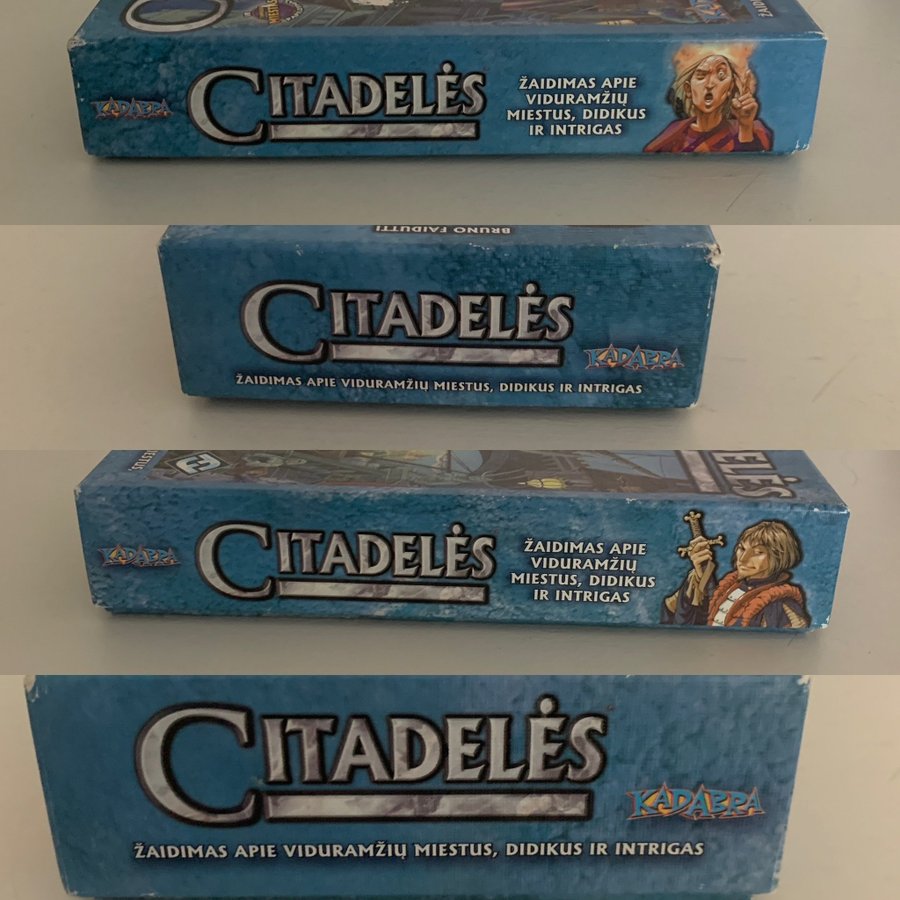 MIESTAS
KADABRA
CITADELĖS
ŽAIDIMAS APIE
VIDURAMŽIŲ
MIESTUS, DIDIKUS
IR INTRIGAS
BRUNO FAIDUTTI
CITADELĖS
KADABRA
ŽAIDIMAS APIE VIDURAMŽIŲ MIESTUS, DIDIKUS IR INTRIGAS
ELĖS
KADABRA
CITADELĖS
ŽAIDIMAS APIE
VIDURAMŽIŲ
MIESTUS, DIDIKUS
IR INTRIGAS
CITADELĖS
KADABRA
ŽAIDIMAS APIE VIDURAMŽIŲ MIESTUS, DIDIKUS IR INTRIGAS